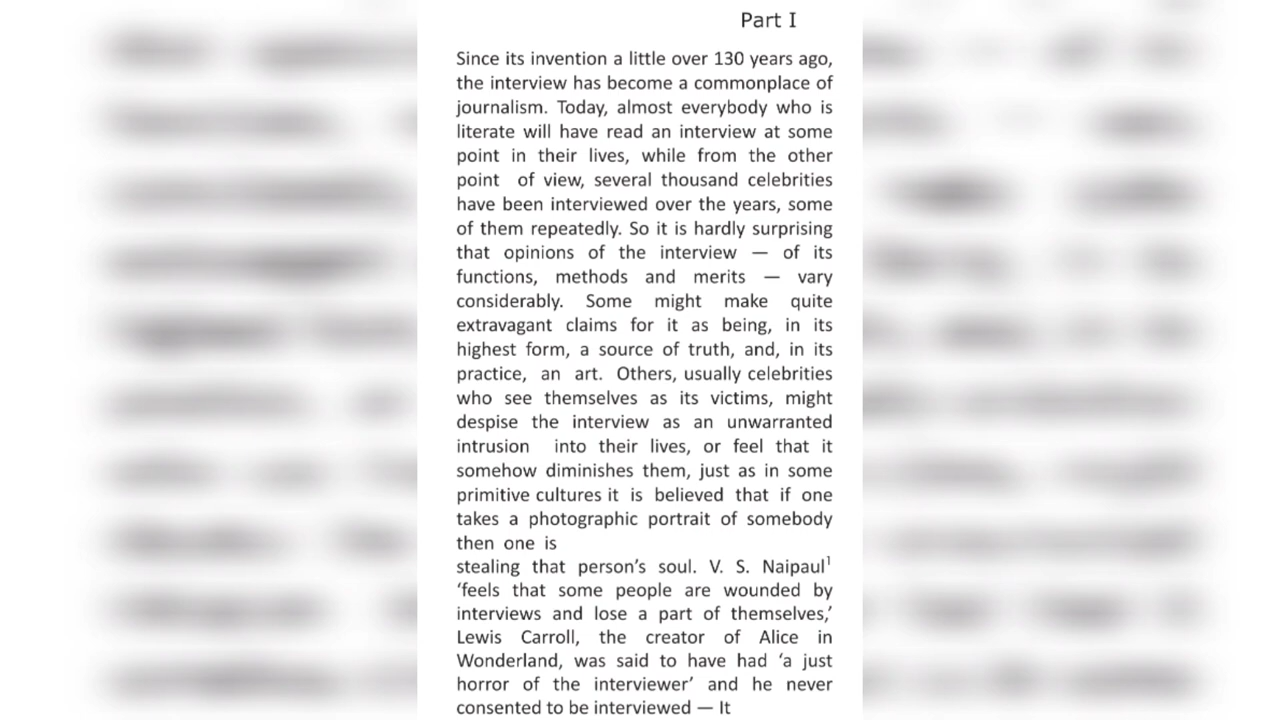 Part I
Since its invention a little over 130 years ago,
the interview has become a commonplace of
journalism. Today, almost everybody who is
literate will have read an interview at some
point in their lives, while from the other
point of view, several thousand celebrities
have been interviewed over the years, some
of them repeatedly. So it is hardly surprising
that opinions of the interview — of its
functions, methods and merits — vary
considerably. Some might make quite
extravagant claims for it as being, in its
highest form, a source of truth, and, in its
practice, an art. Others, usually celebrities
who see themselves as its victims, might
despise the interview as an unwarranted
intrusion into their lives, or feel that it
somehow diminishes them, just as in some
primitive cultures it is believed that if one
takes a photographic portrait of somebody
then one is
stealing that person’s soul. V. S. Naipaul¹
‘feels that some people are wounded by
interviews and lose a part of themselves,’
Lewis Carroll, the creator of Alice in
Wonderland, was said to have had ‘a just
horror of the interviewer’ and he never
consented to be interviewed — It